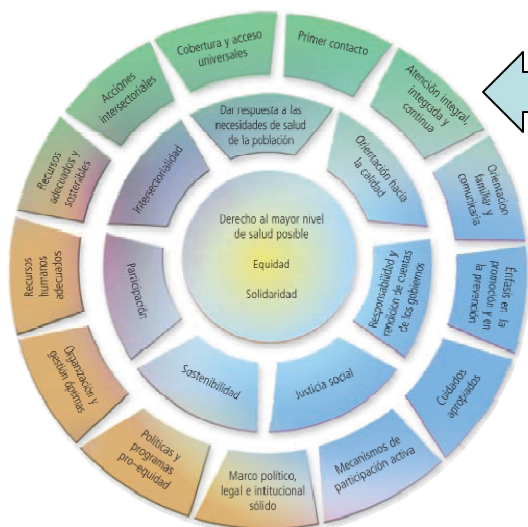 Cobertura y acceso
universales
Primer contacto
Atención integral,
integrada y
continua
Orientación
familiar y
comunitaria
Énfasis en la
promoción y en
la prevención
Cuidados
apropiados
Mecanismos de
participación activa
Marco político,
legal e intitucional
sólido
Políticas y
programas
pro-equidad
Organización y
gestión óptimas
Recursos
humanos
adecuados
Recursos
adecuados y
sostenibles
Acciones
intersectoriales
Dar respuesta a las
necesidades de salud
de la población
Orientación hacia
la calidad
Responsabilidad y
rendición de cuentas
de los gobiernos
Justicia social
Sostenibilidad
Participación
Intersectorialidad
Derecho al mayor nivel
de salud posible
Equidad
Solidaridad